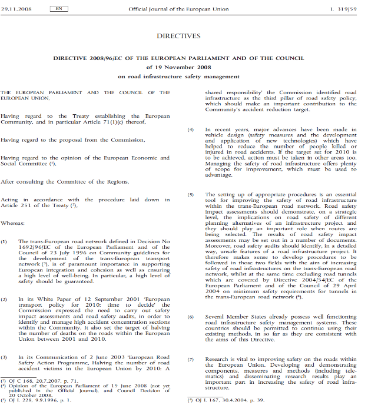 29.11.2008
EN
Official Journal of the European Union
L 319/59
DIRECTIVES
DIRECTIVE 2008/96/EC OF THE EUROPEAN PARLIAMENT AND OF THE COUNCIL
of 19 November 2008
on road infrastructure safety management
THE EUROPEAN PARLIAMENT AND THE COUNCIL OF THE
EUROPEAN UNION,
Having regard to the Treaty establishing the European
Community, and in particular Article 71(1)(c) thereof,
Having regard to the proposal from the Commission,
Having regard to the opinion of the European Economic and
Social Committee (¹),
After consulting the Committee of the Regions,
Acting in accordance with the procedure laid down in
Article 251 of the Treaty (²),
Whereas:
(1) The trans-European road network defined in Decision No
1692/96/EC of the European Parliament and of the
Council of 23 July 1996 on Community guidelines for
the development of the trans-European transport
network (³), is of paramount importance in supporting
European integration and cohesion as well as ensuring
a high level of well-being. In particular, a high level of
safety should be guaranteed.
(2) In its White Paper of 12 September 2001 ‘European
transport policy for 2010: time to decide’ the
Commission expressed the need to carry out safety
impact assessments and road safety audits, in order to
identify and manage high accident concentration sections
within the Community. It also set the target of halving
the number of deaths on the roads within the European
Union between 2001 and 2010.
(3) In its Communication of 2 June 2003 ‘European Road
Safety Action Programme, Halving the number of road
accident victims in the European Union by 2010: A
(¹) OJ C 168, 20.7.2007, p. 71.
(²) Opinion of the European Parliament of 19 June 2008 (not yet
published in the Official Journal) and Council Decision of
20 October 2008.
(³) OJ L 228, 9.9.1996, p. 1.
shared responsibility’ the Commission identified road
infrastructure as the third pillar of road safety policy,
which should make an important contribution to the
Community's accident reduction target.
(4) In recent years, major advances have been made in
vehicle design (safety measures and the development
and application of new technologies) which have
helped to reduce the number of people killed or
injured in road accidents. If the target set for 2010 is
to be achieved, action must be taken in other areas too.
Managing the safety of road infrastructure offers plenty
of scope for improvement, which must be used to
advantage.
(5) The setting up of appropriate procedures is an essential
tool for improving the safety of road infrastructure
within the trans-European road network. Road safety
impact assessments should demonstrate, on a strategic
level, the implications on road safety of different
planning alternatives of an infrastructure project and
they should play an important role when routes are
being selected. The results of road safety impact
assessments may be set out in a number of documents.
Moreover, road safety audits should identify, in a detailed
way, unsafe features of a road infrastructure project. It
therefore makes sense to develop procedures to be
followed in those two fields with the aim of increasing
safety of road infrastructures on the trans-European road
network, whilst at the same time excluding road tunnels
which are covered by Directive 2004/54/EC of the
European Parliament and of the Council of 29 April
2004 on minimum safety requirements for tunnels in
the trans-European road network (⁴).
(6) Several Member States already possess well functioning
road infrastructure safety management systems. These
countries should be permitted to continue using their
existing methods, in so far as they are consistent with
the aims of this Directive.
(7) Research is vital to improving safety on the roads within
the European Union. Developing and demonstrating
components, measures and methods (including telematics)
and disseminating research results play an
important part in increasing the safety of road infrastructure.
(⁴) OJ L 167, 30.4.2004, p. 39.